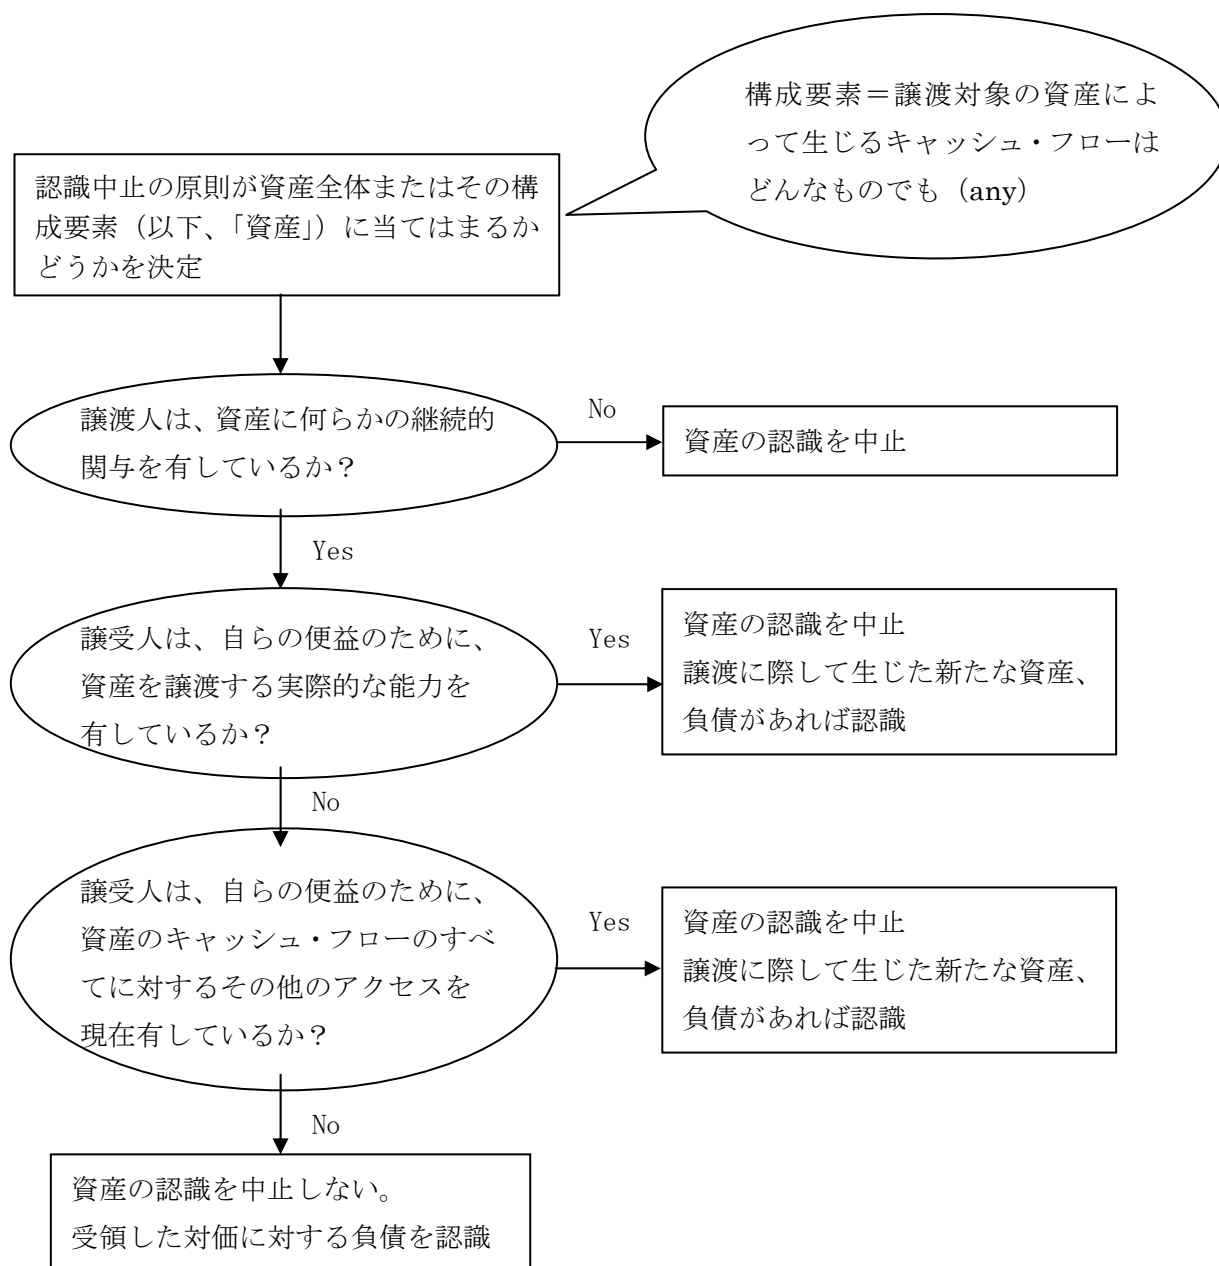 構成要素＝譲渡対象の資産によ
って生じるキャッシュ・フローは
どんなものでも（any）
認識中止の原則が資産全体またはその構
成要素（以下、「資産」）に当てはまるか
どうかを決定
譲渡人は、資産に何らかの継続的
関与を有しているか？
No
資産の認識を中止
Yes
譲受人は、自らの便益のために、
資産を譲渡する実際的な能力を
有しているか？
Yes
資産の認識を中止
譲渡に際して生じた新たな資産、
負債があれば認識
No
譲受人は、自らの便益のために、
資産のキャッシュ・フローのすべ
てに対するその他のアクセスを
現在有しているか？
Yes
資産の認識を中止
譲渡に際して生じた新たな資産、
負債があれば認識
No
資産の認識を中止しない。
受領した対価に対する負債を認識